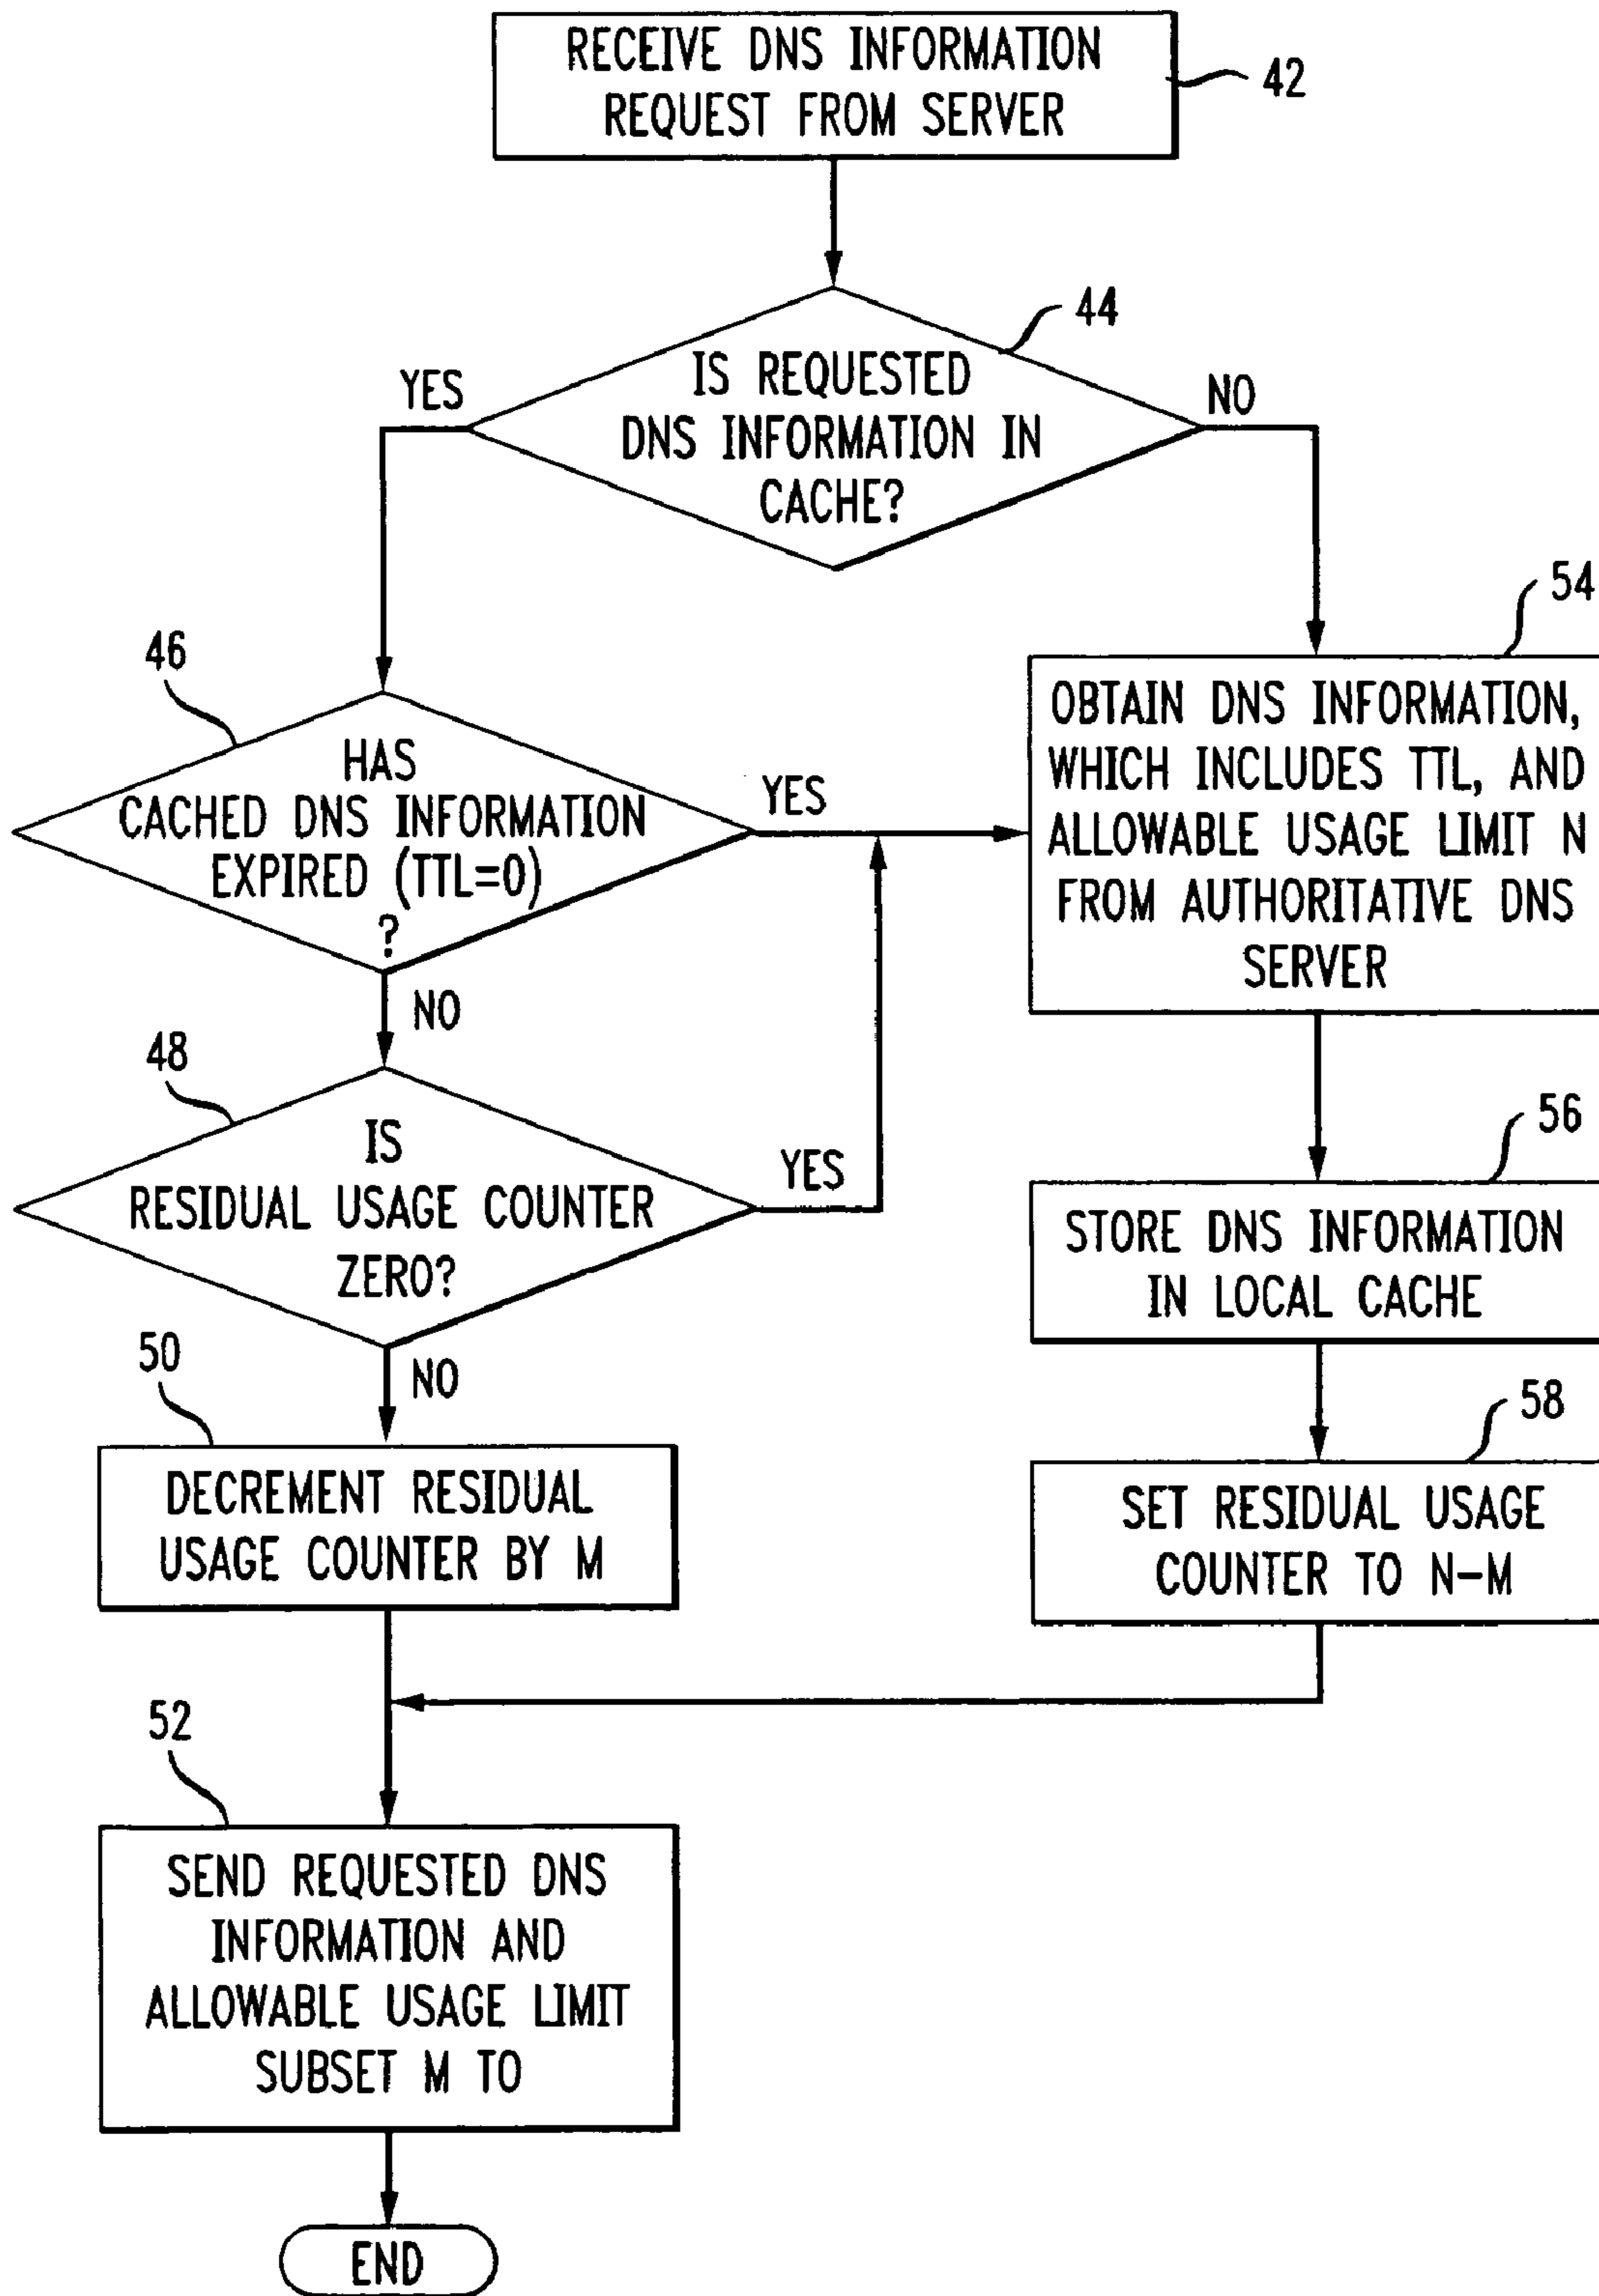 RECEIVE DNS INFORMATION
REQUEST FROM SERVER
42
44
IS REQUESTED
DNS INFORMATION IN
CACHE?
YES
NO
54
46
OBTAIN DNS INFORMATION,
WHICH INCLUDES TTL, AND
ALLOWABLE USAGE LIMIT N
FROM AUTHORITATIVE DNS
SERVER
HAS
CACHED DNS INFORMATION
EXPIRED (TTL=0)
?
YES
NO
48
IS
RESIDUAL USAGE COUNTER
ZERO?
YES
NO
56
STORE DNS INFORMATION
IN LOCAL CACHE
50
DECREMENT RESIDUAL
USAGE COUNTER BY M
58
SET RESIDUAL USAGE
COUNTER TO N-M
52
SEND REQUESTED DNS
INFORMATION AND
ALLOWABLE USAGE LIMIT
SUBSET M TO
END